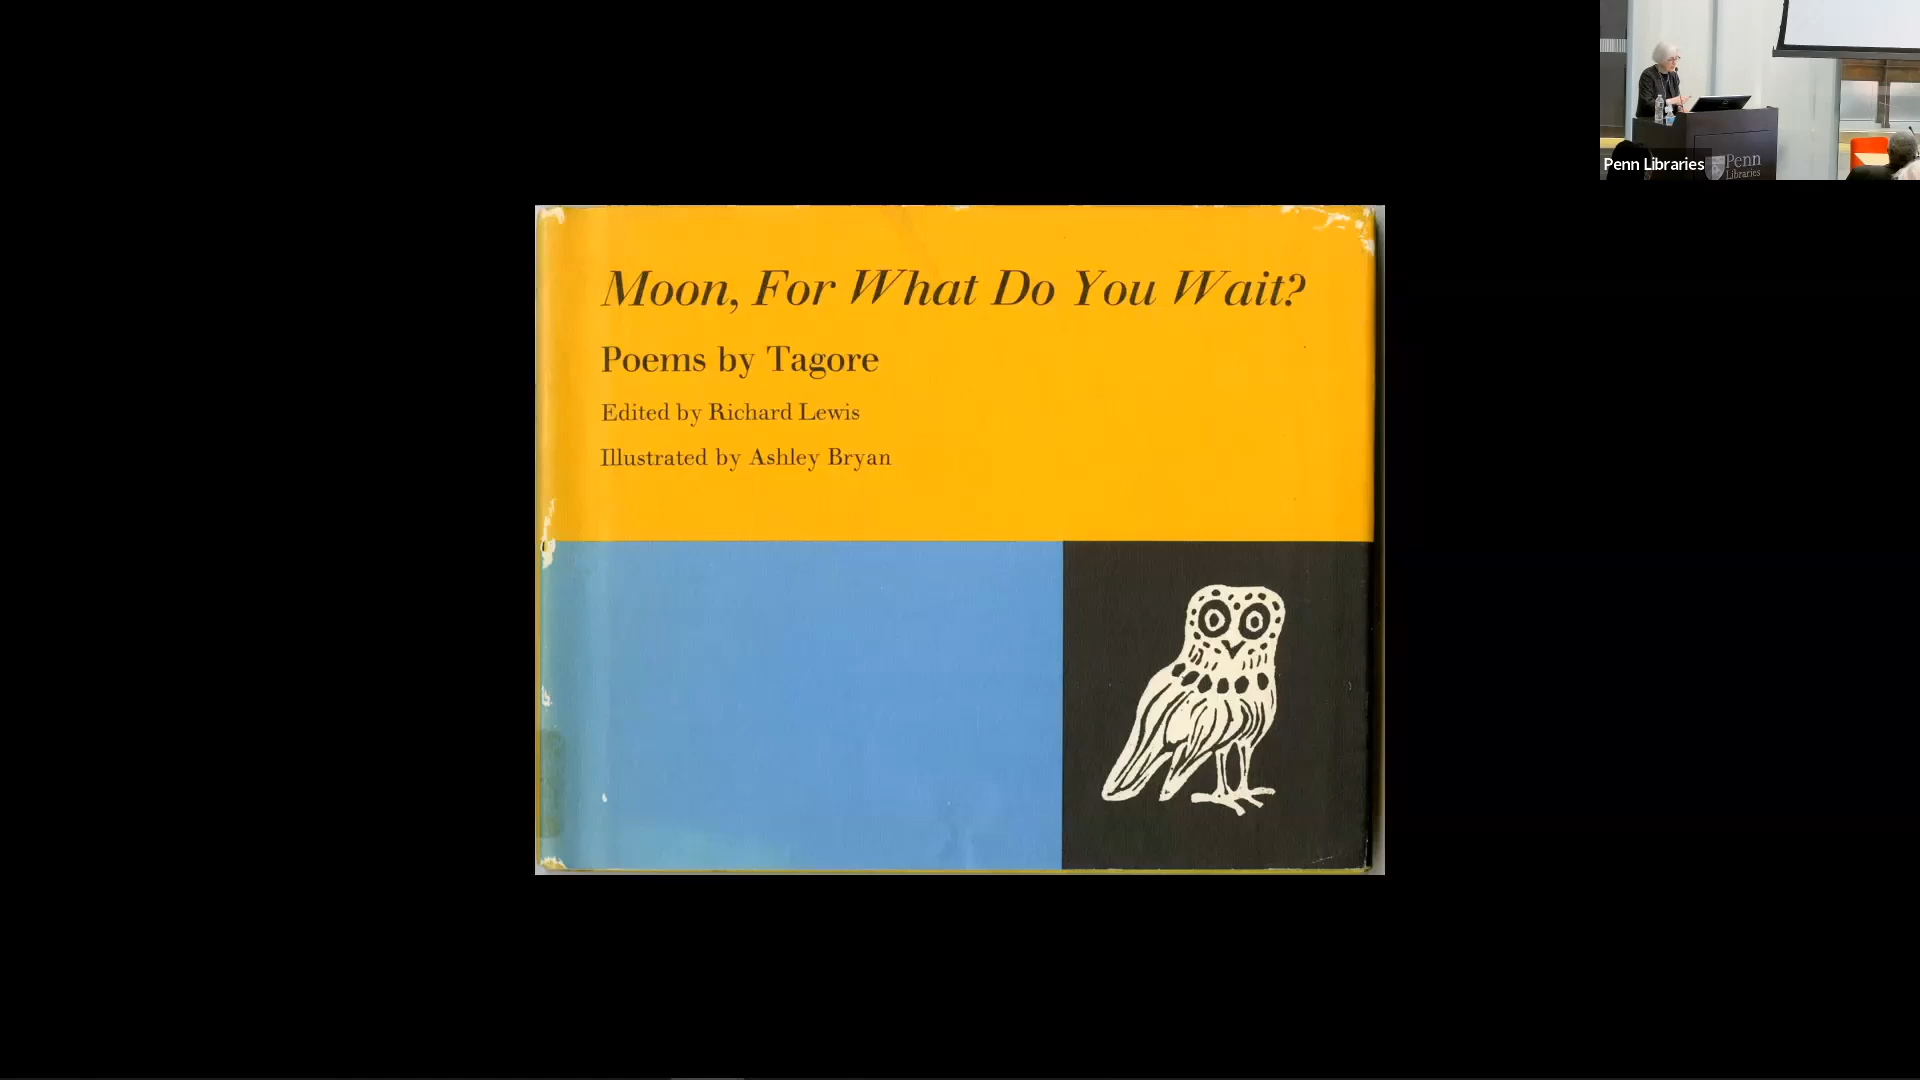 Moon, For What Do You Wait?
Poems by Tagore
Edited by Richard Lewis
Illustrated by Ashley Bryan
Penn Libraries
Penn
Libraries